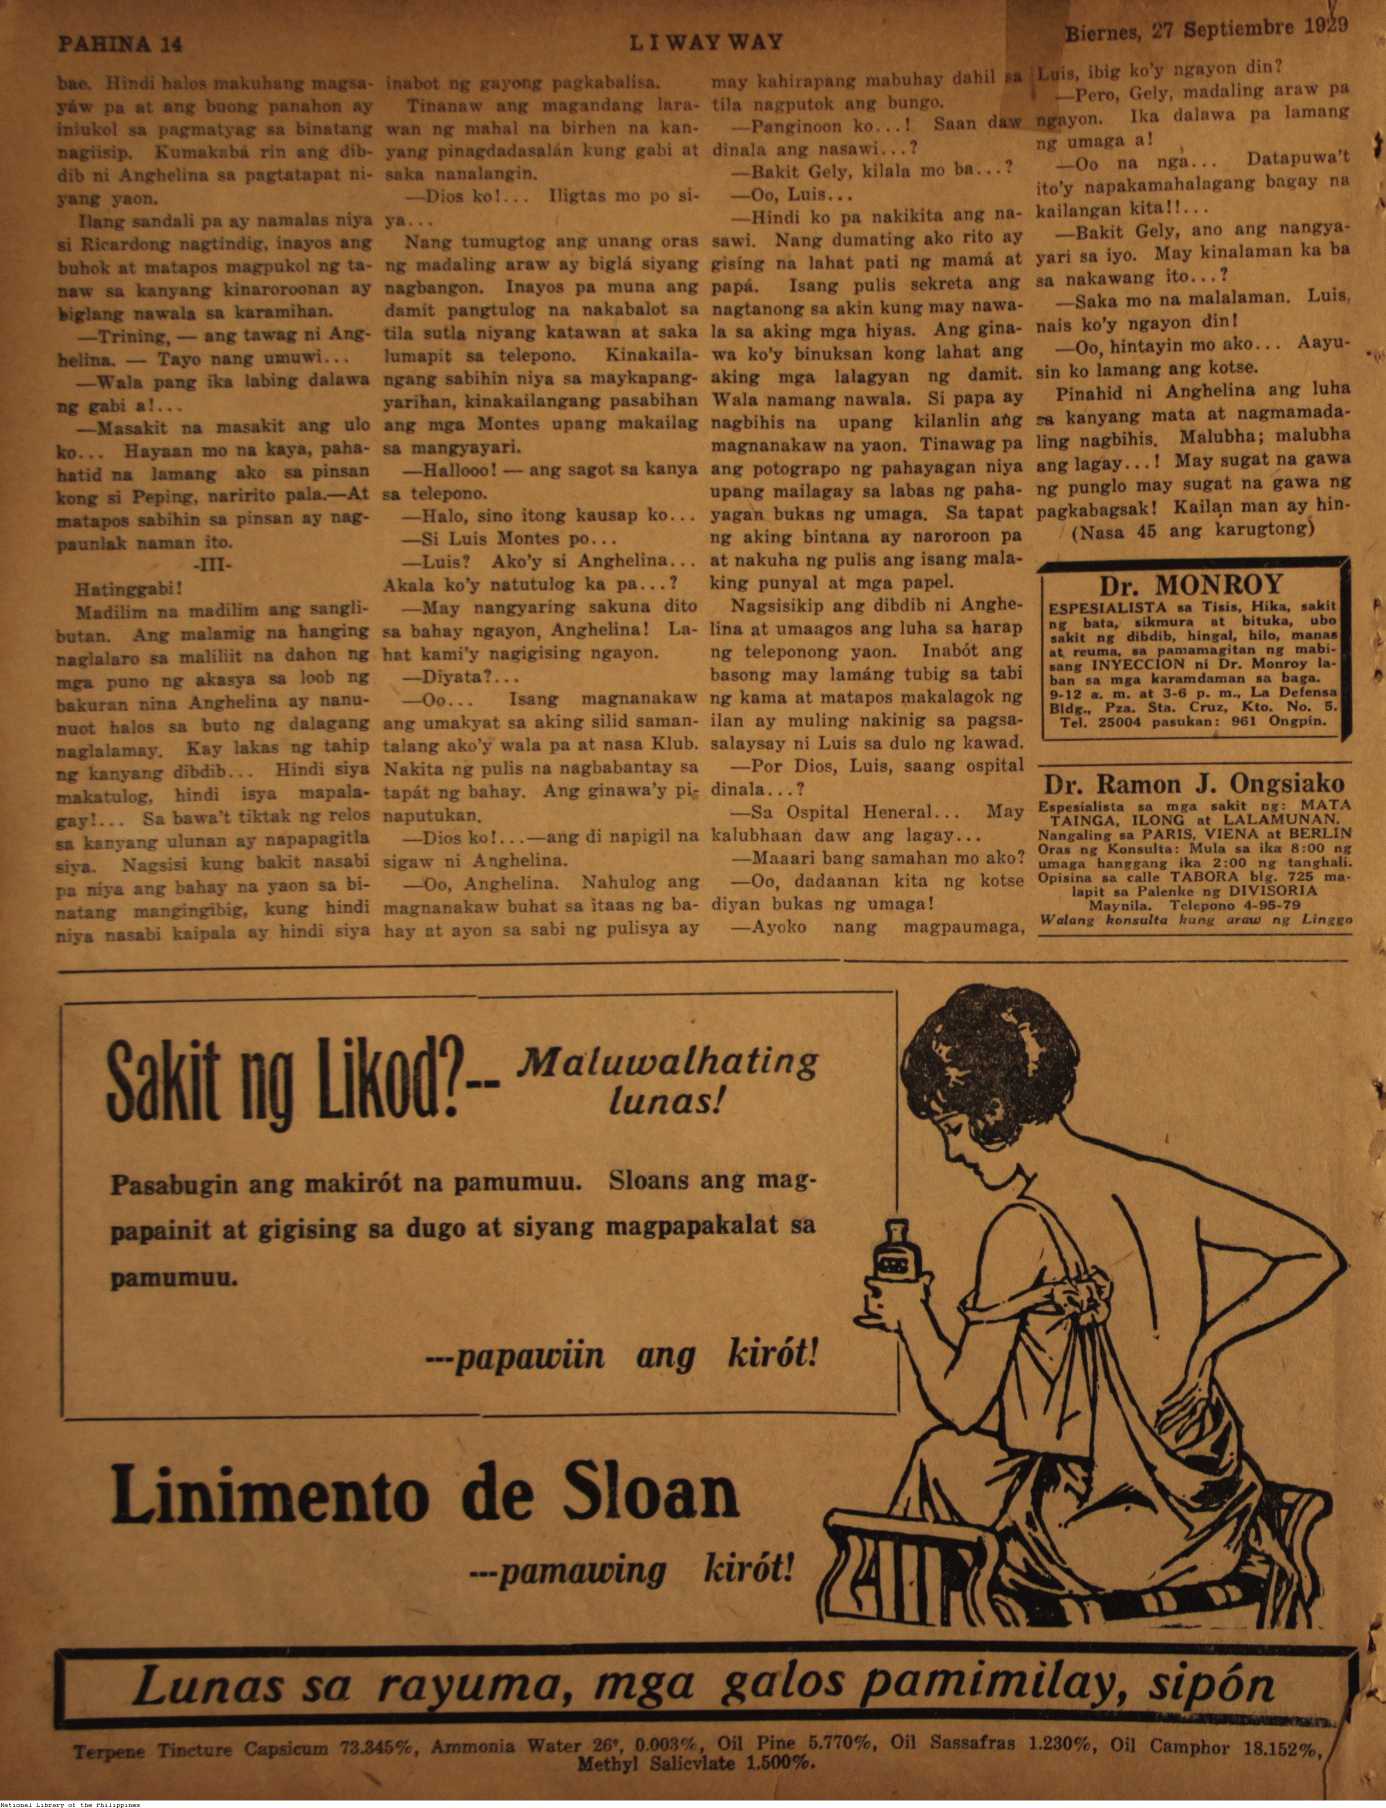 PAHINA 14
LIWAYWAY
Biernes, 27 Septiembre 1929
bae. Hindi halos makuhang magsa-
yáw pa at ang buong panahon ay
iniukol sa pagmatyag sa binatang
nagiisip. Kumakabá rin ang dib-
dib ni Anghelina sa pagtatapat ni-
yang yaon.
Ilang sandali pa ay namalas niya
si Ricardong nagtindig, inayos ang
buhok at matapos magpukol ng ta-
naw sa kanyang kinaroroonan ay
biglang nawala sa karamihan.
—Trining, — ang tawag ni Ang-
helina. — Tayo nang umuwi...
—Wala pang ika labing dalawa
ng gabi a!...
—Masakit na masakit ang ulo
ko... Hayaan mo na kaya, paha-
hatid na lamang ako sa pinsan
kong si Peping, naririto pala.—At
matapos sabihin sa pinsan ay nag-
paunlak naman ito.
-III-
Hatinggabi!
Madilim na madilim ang sangli-
butan. Ang malamig na hanging
naglalaro sa maliliit na dahon ng
mga puno ng akasya sa loob ng
bakuran nina Anghelina ay nanu-
nuot halos sa buto ng dalagang
naglalamay. Kay lakas ng tahip
ng kanyang dibdib... Hindi siya
makatulog, hindi isya mapala-
gay!... Sa bawa't tiktak ng relos
sa kanyang ulunan ay napapagitla
siya. Nagsisi kung bakit nasabi
pa niya ang bahay na yaon sa bi-
natang mangingibig, kung hindi
niya nasabi kaipala ay hindi siya
inabot ng gayong pagkabalisa.
Tinanaw ang magandang lara-
wan ng mahal na birhen na kan-
yang pinagdadasalán kung gabi at
saka nanalangin.
—Dios ko!... Iligtas mo po si-
ya...
Nang tumugtog ang unang oras
ng madaling araw ay biglá siyang
nagbangon. Inayos pa muna ang
damit pangtulog na nakabalot sa
tila sutla niyang katawan at saka
lumapit sa telepono. Kinakaila-
ngang sabihin niya sa maykapang-
yarihan, kinakailangang pasabihan
ang mga Montes upang makailag
sa mangyayari.
—Hallooo! — ang sagot sa kanya
sa telepono.
—Halo, sino itong kausap ko...
—Si Luis Montes po...
—Luis? Ako'y si Anghelina...
Akala ko'y natutulog ka pa...?
—May nangyaring sakuna dito
sa bahay ngayon, Anghelina! La-
hat kami'y nagigising ngayon.
—Diyata?...
—Oo... Isang magnanakaw
ang umakyat sa aking silid saman-
talang ako'y wala pa at nasa Klub.
Nakita ng pulis na nagbabantay sa
tapát ng bahay. Ang ginawa'y pi-
naputukan.
—Dios ko!...—ang di napigil na
sigaw ni Anghelina.
—Oo, Anghelina. Nahulog ang
magnanakaw buhat sa itaas ng ba-
hay at ayon sa sabi ng pulisya ay
may kahirapang mabuhay dahil sa
tila nagputok ang bungo.
—Panginoon ko...! Saan daw
dinala ang nasawi...?
—Bakit Gely, kilala mo ba...?
—Oo, Luis...
—Hindi ko pa nakikita ang na-
sawi. Nang dumating ako rito ay
gising na lahat pati ng mamá at
papá. Isang pulis sekreta ang
nagtanong sa akin kung may nawa-
la sa aking mga hiyas. Ang gina-
wa ko'y binuksan kong lahat ang
aking mga lalagyan ng damit.
Wala namang nawala. Si papa ay
nagbihis na upang kilanlin ang
magnanakaw na yaon. Tinawag pa
ang potograpo ng pahayagan niya
upang mailagay sa labas ng paha-
yagan bukas ng umaga. Sa tapat
ng aking bintana ay naroroon pa
at nakuha ng pulis ang isang mala-
king punyal at mga papel.
Nagsisikip ang dibdib ni Anghe-
lina at umaagos ang luha sa harap
ng teleponong yaon. Inabót ang
basong may lamáng tubig sa tabi
ng kama at matapos makalagok ng
ilan ay muling nakinig sa pagsa-
salaysay ni Luis sa dulo ng kawad.
—Por Dios, Luis, saang ospital
dinala...?
—Sa Ospital Heneral... May
kalubhaan daw ang lagay...
—Maaari bang samahan mo ako?
—Oo, dadaanan kita ng kotse
diyan bukas ng umaga!
—Ayoko nang magpaumaga,
Luis, ibig ko'y ngayon din?
—Pero, Gely, madaling araw pa
ngayon. Ika dalawa pa lamang
ng umaga a!
—Oo na nga... Datapuwa't
ito'y napakamahalagang bagay na
kailangan kita!!...
—Bakit Gely, ano ang nangya-
yari sa iyo. May kinalaman ka ba
sa nakawang ito...?
—Saka mo na malalaman. Luis,
nais ko'y ngayon din!
—Oo, hintayin mo ako... Aayu-
sin ko lamang ang kotse.
Pinahid ni Anghelina ang luha
sa kanyang mata at nagmamada-
ling nagbihis. Malubha; malubha
ang lagay...! May sugat na gawa
ng punglo may sugat na gawa ng
pagkabagsak! Kailan man ay hin-
(Nasa 45 ang karugtong)
Dr. MONROY
ESPESIALISTA sa Tisis, Hika, sakit
ng bata, sikmura at bituka, ubo
sakit ng dibdib, hingal, hilo, manas
at reuma, sa pamamagitan ng mabi-
sang INYECCION ni Dr. Monroy la-
ban sa mga karamdaman sa baga.
9-12 a. m. at 3-6 p. m., La Defensa
Bldg., Pza. Sta. Cruz, Kto. No. 5.
Tel. 25004 pasukan: 961 Ongpin.
Dr. Ramon J. Ongsiako
Espesialista sa mga sakit ng: MATA
TAINGA, ILONG at LALAMUNAN.
Nangaling sa PARIS, VIENA at BERLIN
Oras ng Konsulta: Mula sa ika 8:00 ng
umaga hanggang ika 2:00 ng tanghali.
Opisina sa calle TABORA blg. 725 ma-
lapit sa Palenke ng DIVISORIA
Maynila. Telepono 4-95-79
Walang konsulta kung araw ng Linggo
Sakit ng Likod?-- Maluwalhating
lunas!
Pasabugin ang makirót na pamumuu. Sloans ang mag-
papainit at gigising sa dugo at siyang magpapakalat sa
pamumuu.
---papawiin ang kirót!
Linimento de Sloan
---pamawing kirót!
Lunas sa rayuma, mga galos pamimilay, sipón
Terpene Tincture Capsicum 73.345%, Ammonia Water 26°, 0.003%, Oil Pine 5.770%, Oil Sassafras 1.230%, Oil Camphor 18.152%,
Methyl Salicylate 1.500%.
National Library of the Philippines